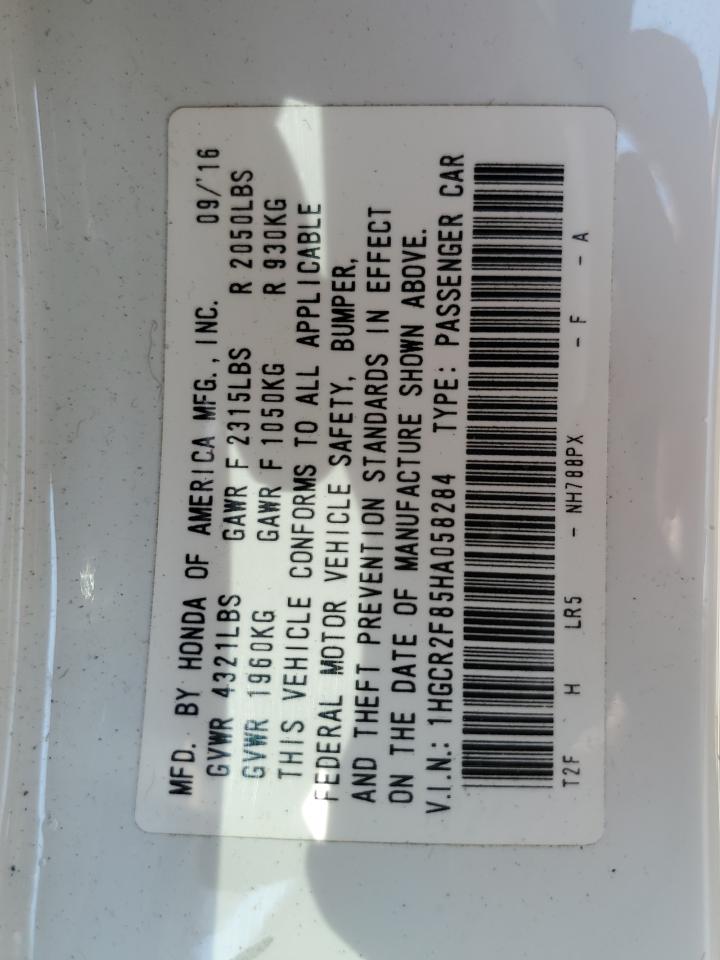 MFD. BY HONDA OF AMERICA MFG., INC. 09/'16
GVWR 4321LBS GAWR F 2315LBS R 2050LBS
GVWR 1960KG GAWR F 1050KG R 930KG
THIS VEHICLE CONFORMS TO ALL APPLICABLE
FEDERAL MOTOR VEHICLE SAFETY, BUMPER,
AND THEFT PREVENTION STANDARDS IN EFFECT
ON THE DATE OF MANUFACTURE SHOWN ABOVE.
V.I.N.: 1HGCR2F85HA058284 TYPE: PASSENGER CAR
T2F H LR5 - NH788PX - F - A